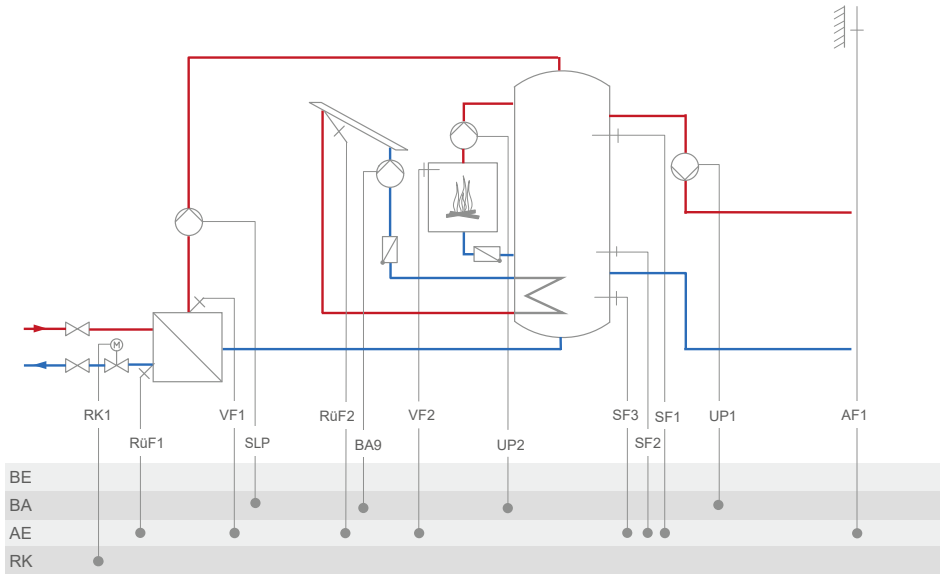 M
RK1
VF1
RüF2
VF2
SF3
SF1
UP1
AF1
RüF1
SLP
BA9
UP2
SF2
BE
BA
AE
RK